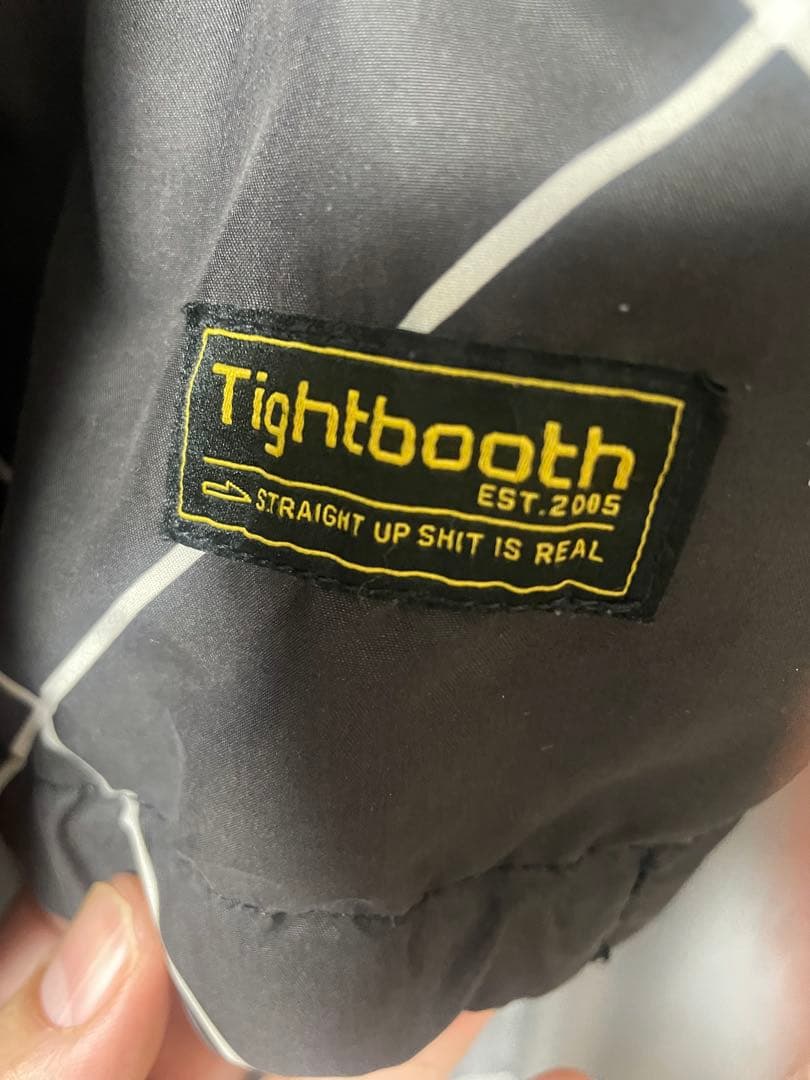 Tightbooth
EST.2005
STRAIGHT UP SHIT IS REAL